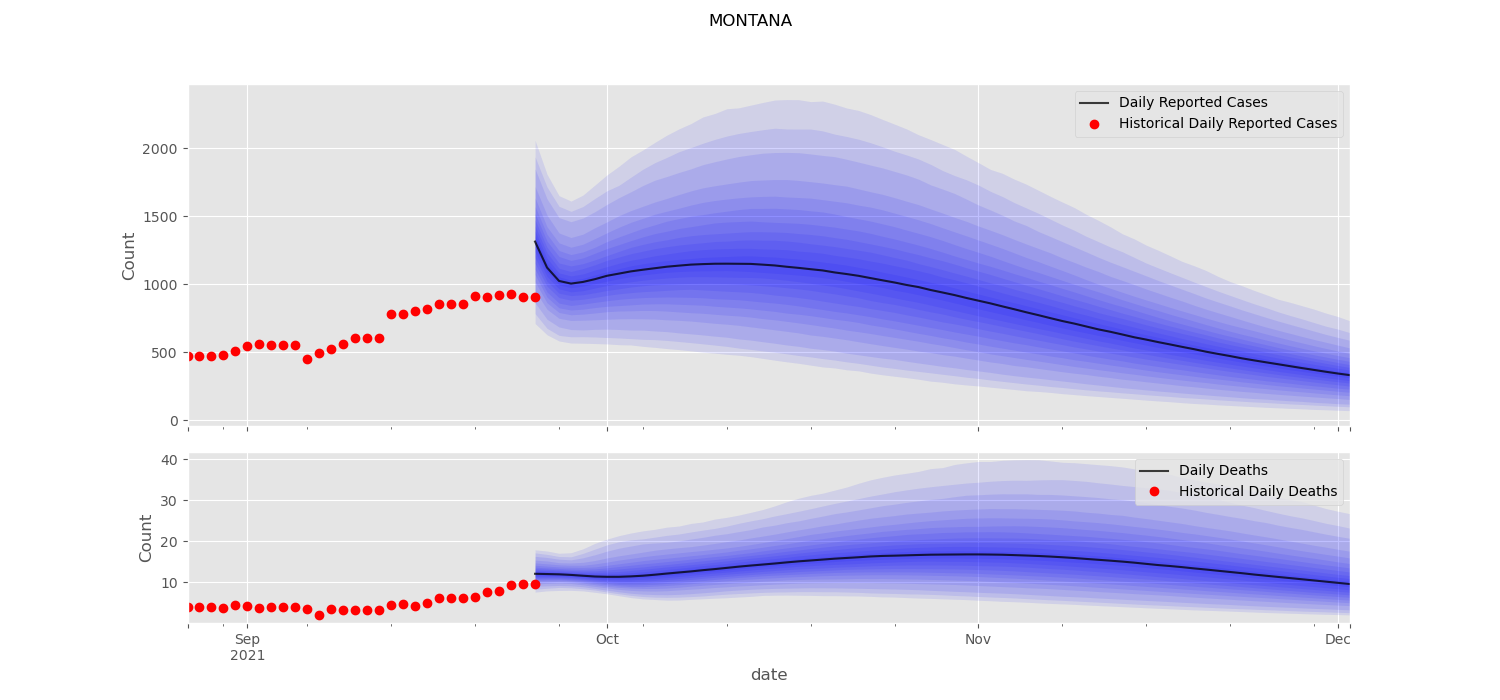 MONTANA
Daily Reported Cases
Historical Daily Reported Cases
2000
1500
1000
500
0
Count
Daily Deaths
Historical Daily Deaths
40
30
20
10
Count
Sep
2021
Oct
Nov
Dec
date